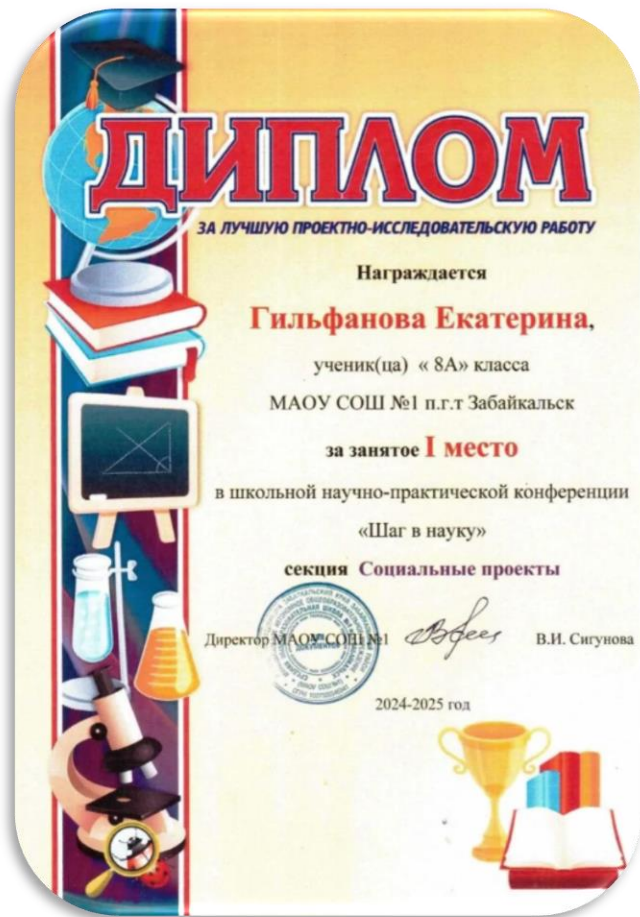 ДИПЛОМ
ЗА ЛУЧШУЮ ПРОЕКТНО-ИССЛЕДОВАТЕЛЬСКУЮ РАБОТУ
Награждается
Гильфанова Екатерина,
ученик(ца) « 8А» класса
МАОУ СОШ №1 п.г.т Забайкальск
за занятое I место
в школьной научно-практической конференции
«Шаг в науку»
секция Социальные проекты
Директор МАОУ СОШ №1 В.И. Сигунова
ДОКУМЕНТОВ
2024-2025 год